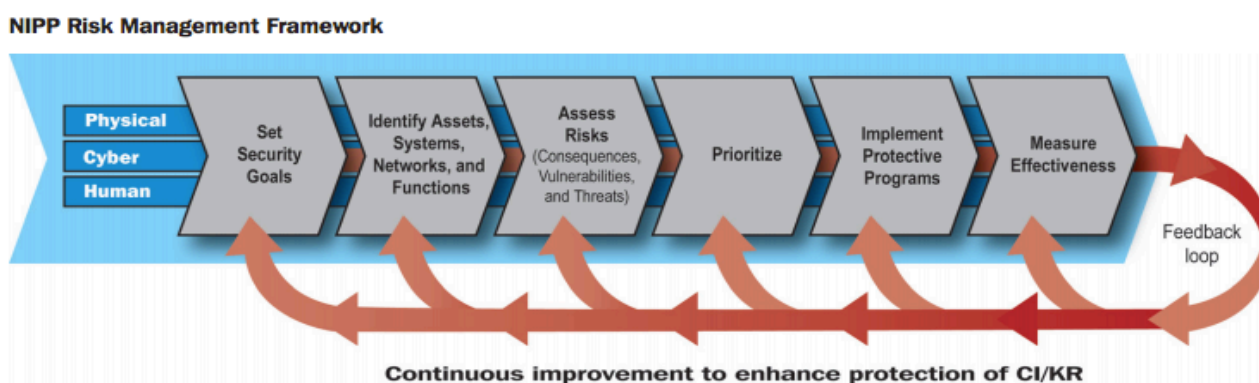 NIPP Risk Management Framework
Physical
Cyber
Human
Set
Security
Goals
Identify Assets,
Systems,
Networks, and
Functions
Assess
Risks
(Consequences,
Vulnerabilities,
and Threats)
Prioritize
Implement
Protective
Programs
Measure
Effectiveness
Feedback
loop
Continuous improvement to enhance protection of CI/KR